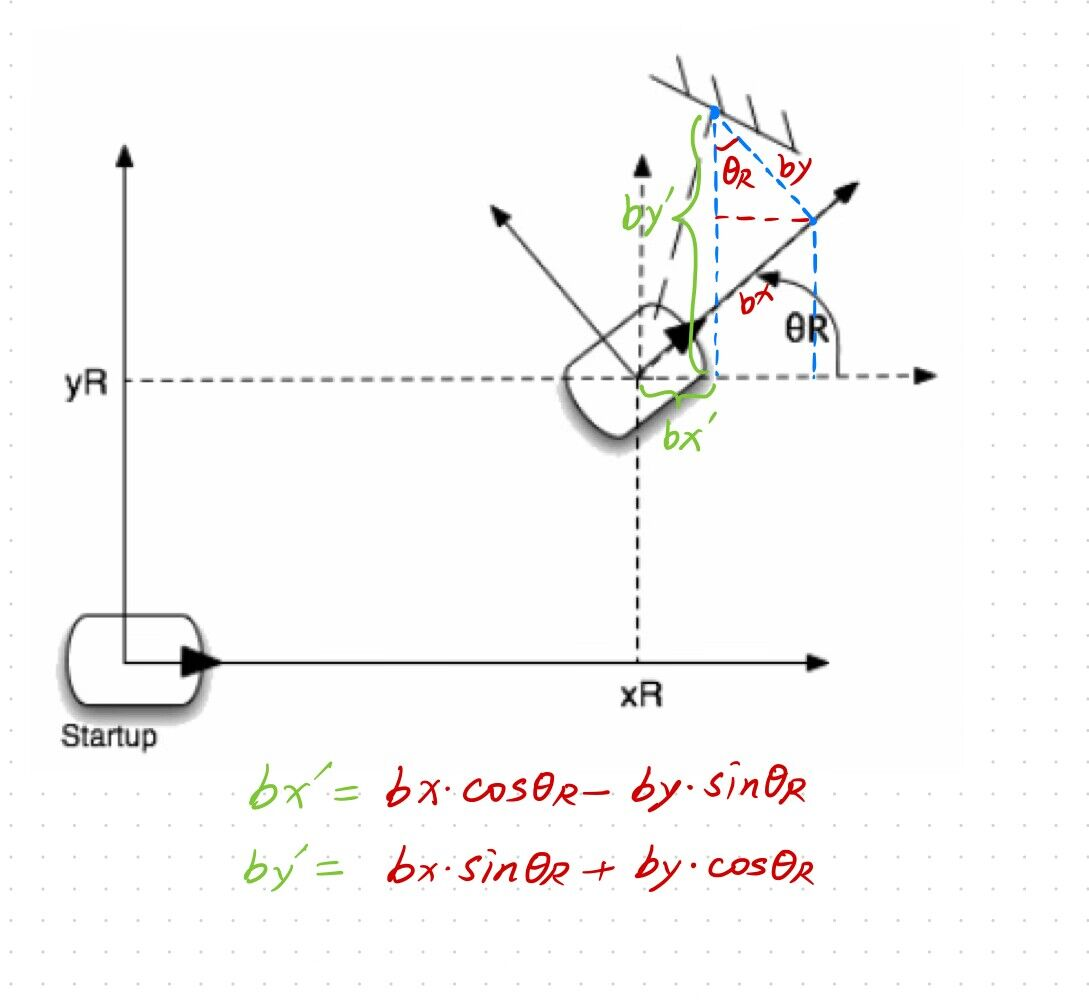 θR
by
by′
bx
θR
yR
bx′
xR
Startup
bx′ = bx·cosθR − by·sinθR
by′ = bx·sinθR + by·cosθR